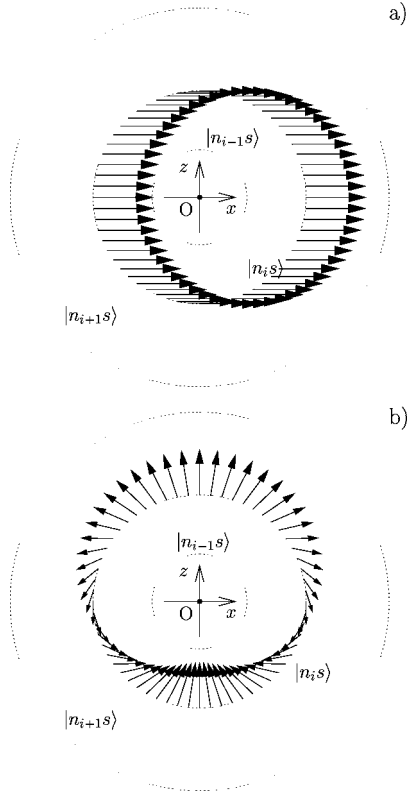 a)
|n_{i−1}s⟩
z
O x
|n_i s⟩
|n_{i+1}s⟩
b)
|n_{i−1}s⟩
z
O x
|n_i s⟩
|n_{i+1}s⟩